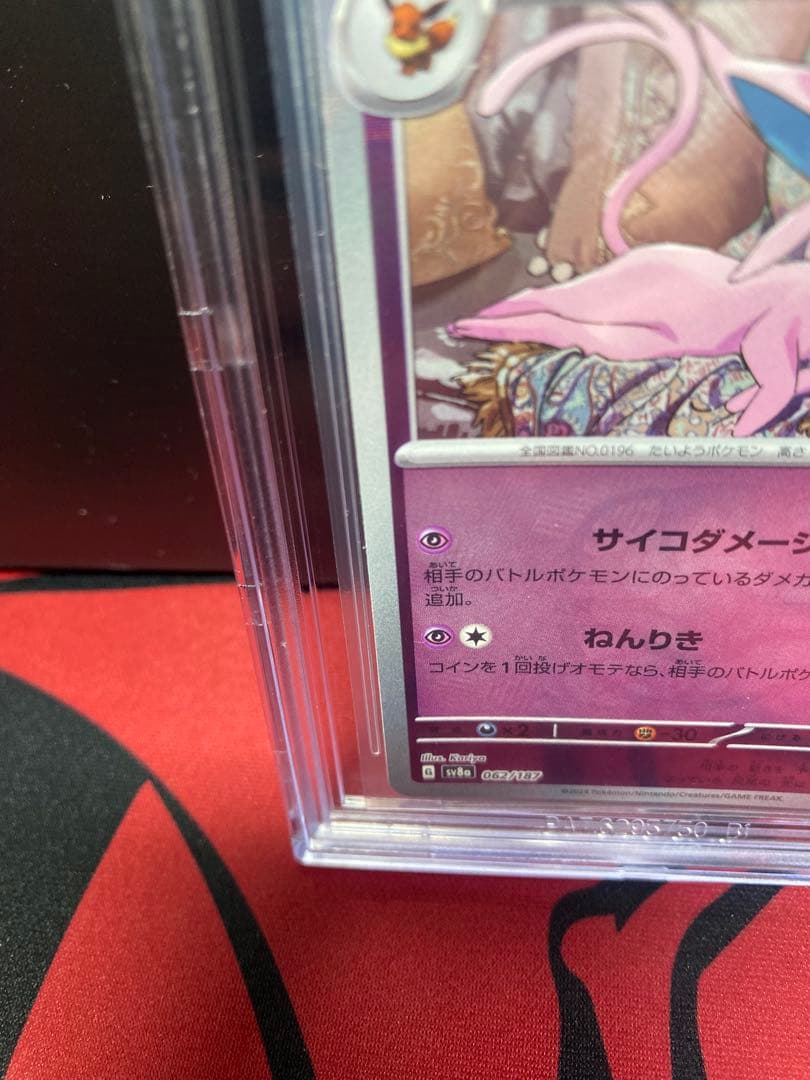 全国図鑑NO.0196 たいようポケモン 高さ
サイコダメージ
相手のバトルポケモンにのっているダメカ
追加。
ねんりき
コインを1回投げオモテなら、相手のバトルポケ
×2 -30
Illus. Kariya
G sv8a 062/187
©2024 Pokémon/Nintendo/Creatures/GAME FREAK